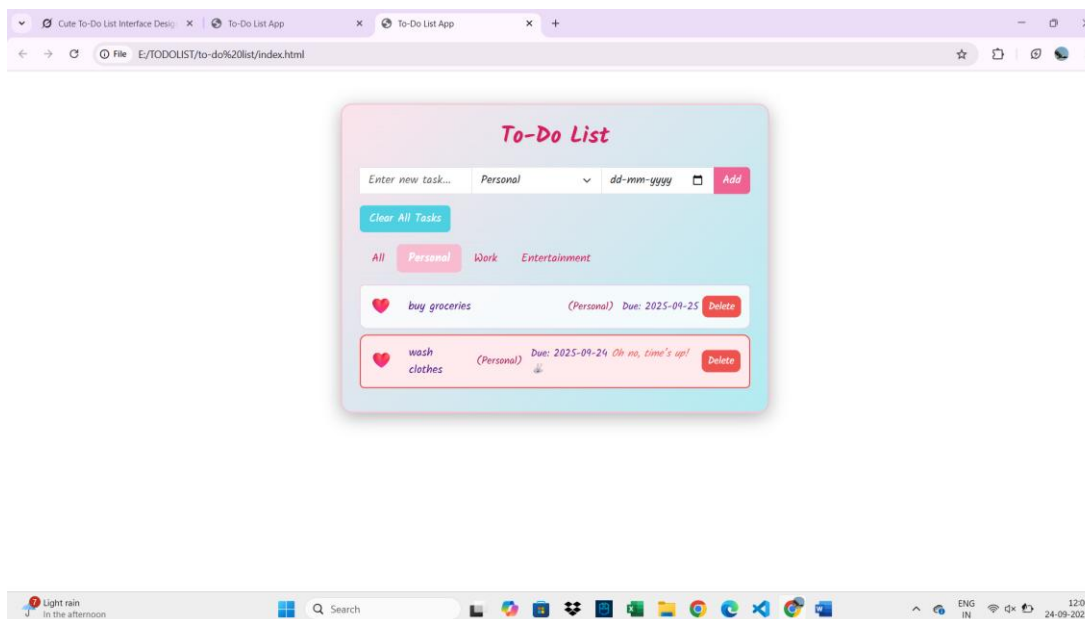 Cute To-Do List Interface Desig
To-Do List App
To-Do List App
File E:/TODOLIST/to-do%20list/index.html
To-Do List
Enter new task... Personal dd-mm-yyyy Add
Clear All Tasks
All Personal Work Entertainment
buy groceries (Personal) Due: 2025-09-25 Delete
wash clothes (Personal) Due: 2025-09-24 Oh no, time's up! Delete
7
Light rain
In the afternoon
Search
ENG
IN
12:0
24-09-202